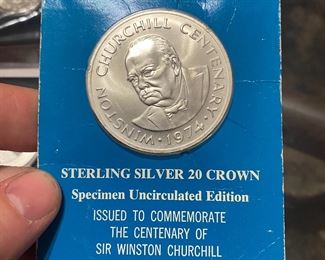 WINSTON CHURCHILL CENTENARY
· 1974 ·
STERLING SILVER 20 CROWN
Specimen Uncirculated Edition
ISSUED TO COMMEMORATE
THE CENTENARY OF
SIR WINSTON CHURCHILL